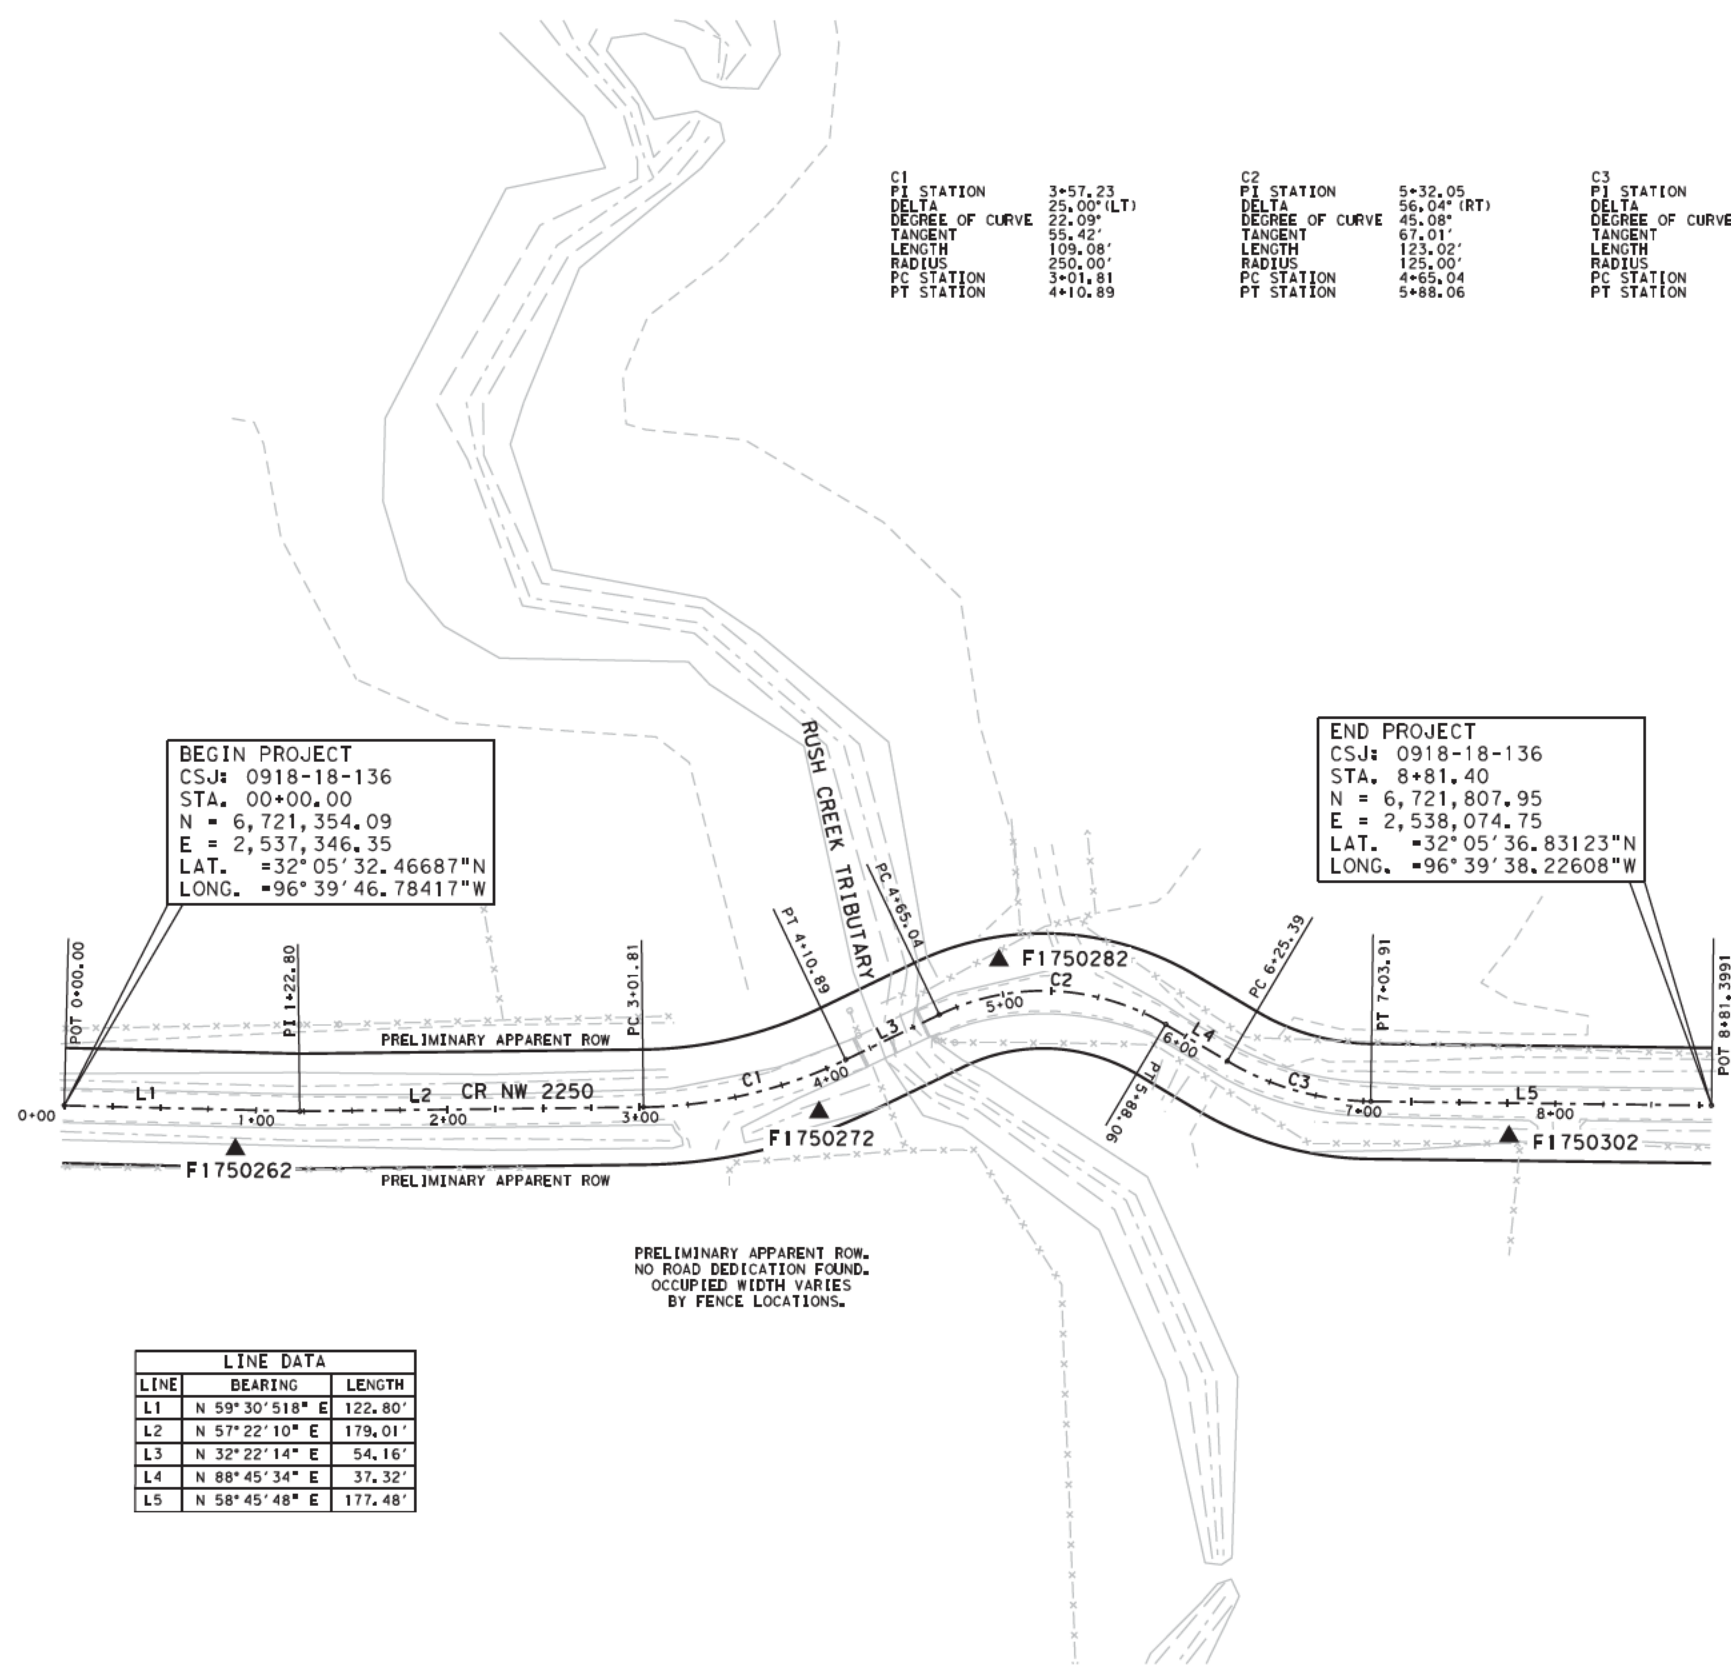 C1
PI STATION 3+57.23
DELTA 25.00° (LT)
DEGREE OF CURVE 22.09°
TANGENT 55.42'
LENGTH 109.08'
RADIUS 250.00'
PC STATION 3+01.81
PT STATION 4+10.89
C2
PI STATION 5+32.05
DELTA 56.04° (RT)
DEGREE OF CURVE 45.08°
TANGENT 67.01'
LENGTH 123.02'
RADIUS 125.00'
PC STATION 4+65.04
PT STATION 5+88.06
C3
PI STATION
DELTA
DEGREE OF CURVE
TANGENT
LENGTH
RADIUS
PC STATION
PT STATION
BEGIN PROJECT
CSJ: 0918-18-136
STA. 00+00.00
N = 6,721,354.09
E = 2,537,346.35
LAT. =32°05'32.46687"N
LONG. =96°39'46.78417"W
END PROJECT
CSJ: 0918-18-136
STA. 8+81.40
N = 6,721,807.95
E = 2,538,074.75
LAT. =32°05'36.83123"N
LONG. =96°39'38.22608"W
RUSH CREEK TRIBUTARY
POT 0+00.00
PI 1+22.80
PC 3+01.81
PT 4+10.89
PC 4+65.04
PT 5+88.06
PC 6+25.39
PT 7+03.91
POT 8+81.3991
F1750282
C2
5+00
L3
L4
6+00
PRELIMINARY APPARENT ROW
L1
L2
CR NW 2250
C1
4+00
C3
L5
0+00
1+00
2+00
3+00
7+00
8+00
F1750262
F1750272
F1750302
PRELIMINARY APPARENT ROW
PRELIMINARY APPARENT ROW.
NO ROAD DEDICATION FOUND.
OCCUPIED WIDTH VARIES
BY FENCE LOCATIONS.
LINE DATA
LINE BEARING LENGTH
L1 N 59°30'518" E 122.80'
L2 N 57°22'10" E 179.01'
L3 N 32°22'14" E 54.16'
L4 N 88°45'34" E 37.32'
L5 N 58°45'48" E 177.48'